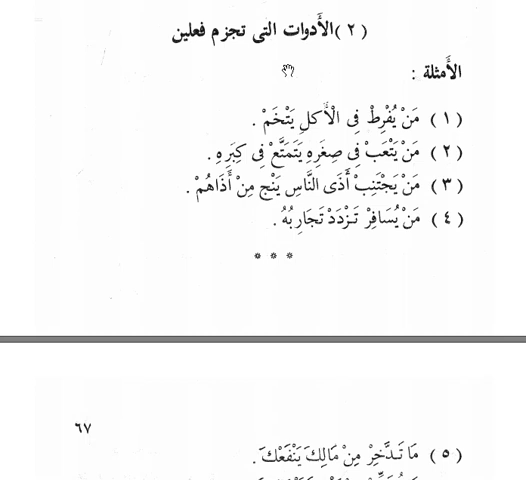 ( ٢ ) الأَدوات التى تجزم فعلين
الأَمثلة :
( ١ ) مَنْ يُفْرِطْ فِى الْأَكلِ يَتْخَمْ .
( ٢ ) مَنْ يَتْعَبْ فِى صِغَرِهِ يَتَمَتَّعْ فِى كِبَرِهِ .
( ٣ ) مَنْ يَجْتَنِبْ أَذَى النَّاسِ يَنْجُ مِنْ أَذَاهُمْ .
( ٤ ) مَنْ يُسَافِرْ تَزْدَدْ تَجَارِبُهُ .
* * *
٦٧
( ٥ ) مَا تَدَّخِرْ مِنْ مَالِكَ يَنْفَعْكَ .